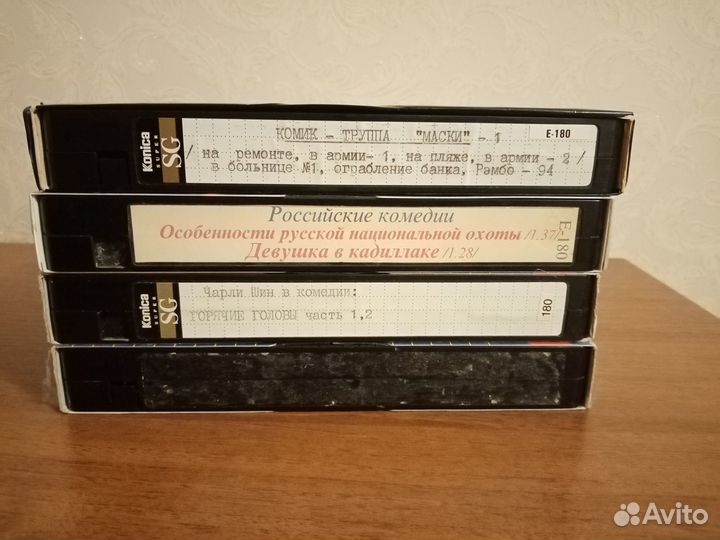 Konica
SUPER
SG
КОМИК - ТРУППА "МАСКИ" - 1
E-180
/ на ремонте, в армии- 1, на пляже, в армии - 2 /
в больнице №1, ограбление банка, Рэмбо - 94
Российские комедии
Особенности русской национальной охоты /1.37/
Девушка в кадиллаке /1.28/
E-180
Konica
SUPER
SG
Чарли Шин в комедии:
ГОРЯЧИЕ ГОЛОВЫ часть 1,2
180
Avito